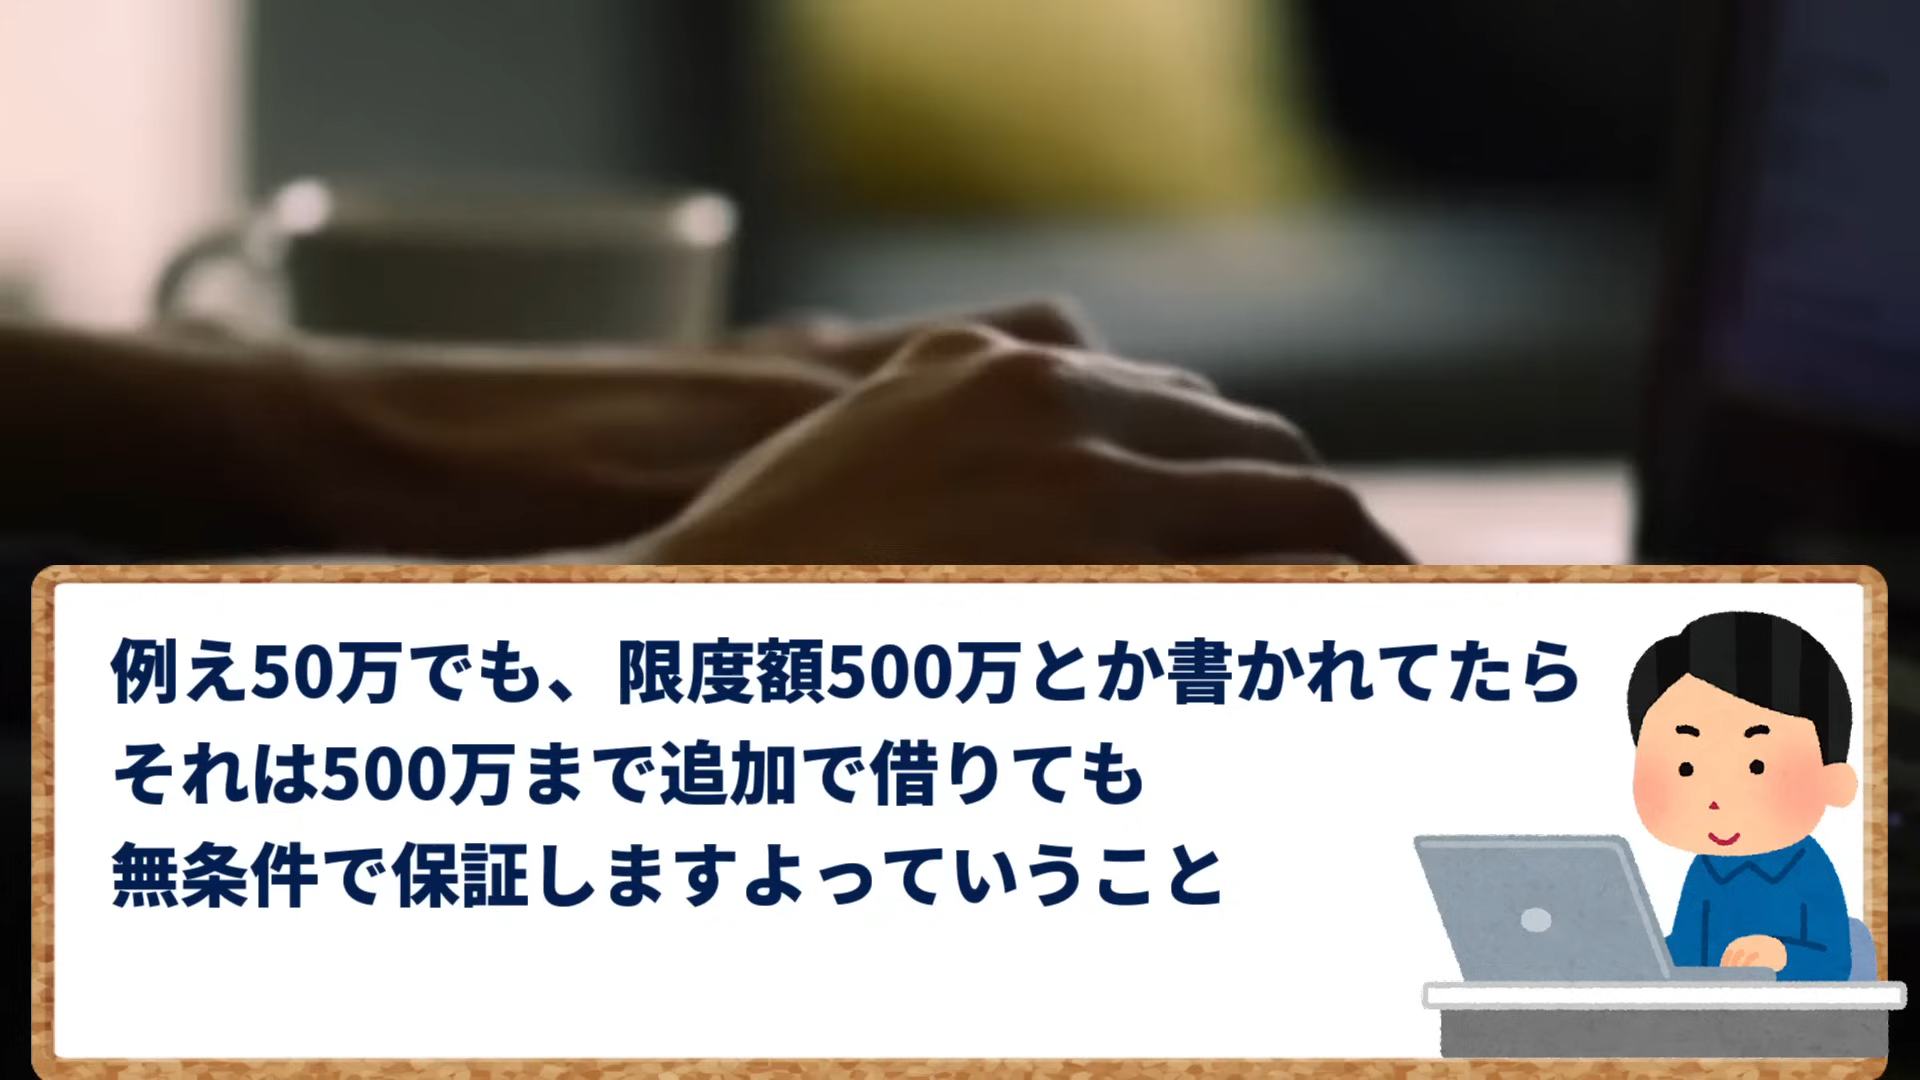 例え50万でも、限度額500万とか書かれてたら
それは500万まで追加で借りても
無条件で保証しますよっていうこと